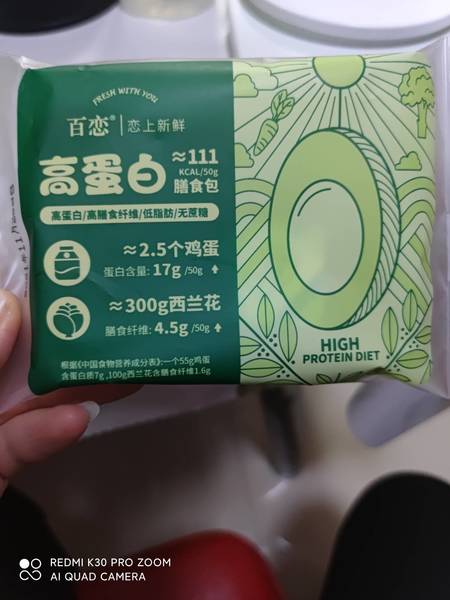 FRESH WITH YOU
百恋® 恋上新鲜
高蛋白 ≈111
KCAL/50g
膳食包
高蛋白/高膳食纤维/低脂肪/无蔗糖
≈2.5个鸡蛋
蛋白含量: 17g /50g
≈300g西兰花
膳食纤维: 4.5g /50g
根据《中国食物营养成分表》:一个55g鸡蛋
含蛋白质7g ,100g西兰花含膳食纤维1.6g
HIGH
PROTEIN DIET
REDMI K30 PRO ZOOM
AI QUAD CAMERA